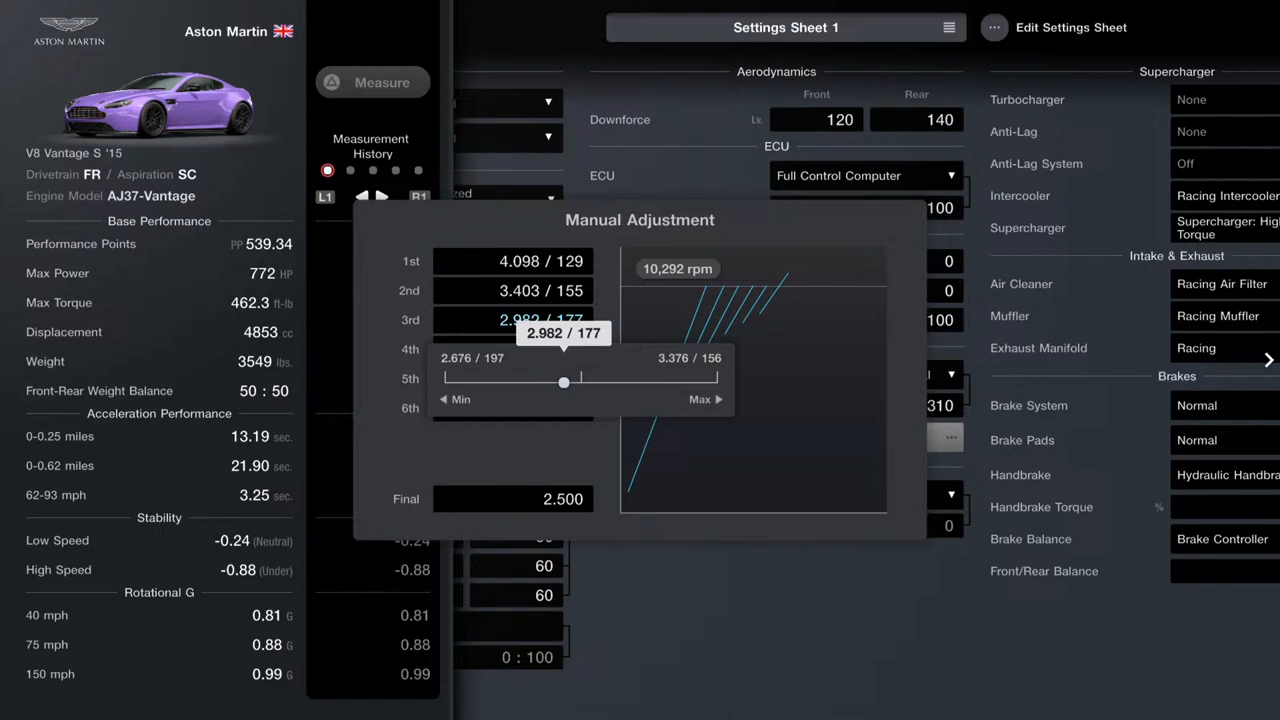 ASTON MARTIN
Aston Martin
V8 Vantage S '15
Drivetrain FR / Aspiration SC
Engine Model AJ37-Vantage
Base Performance
Performance Points PP 539.34
Max Power 772 HP
Max Torque 462.3 ft-lb
Displacement 4853 cc
Weight 3549 lbs.
Front-Rear Weight Balance 50 : 50
Acceleration Performance
0-0.25 miles 13.19 sec.
0-0.62 miles 21.90 sec.
62-93 mph 3.25 sec.
Stability
Low Speed -0.24 (Neutral)
High Speed -0.88 (Under)
Rotational G
40 mph 0.81 G
75 mph 0.88 G
150 mph 0.99 G
Measure
Measurement
History
L1 R1
-0.24
-0.88
0.81
0.88
0.99
Settings Sheet 1
Edit Settings Sheet
60
60
0 : 100
Aerodynamics
Front Rear
Downforce Lv. 120 140
ECU
ECU Full Control Computer
100
0
0
100
310
0
Manual Adjustment
1st 4.098 / 129
2nd 3.403 / 155
3rd 2.982 / 177
2.982 / 177
4th
2.676 / 197 3.376 / 156
5th
Min Max
6th
Final 2.500
10,292 rpm
Supercharger
Turbocharger None
Anti-Lag None
Anti-Lag System Off
Intercooler Racing Intercooler
Supercharger Supercharger: High
Torque
Intake & Exhaust
Air Cleaner Racing Air Filter
Muffler Racing Muffler
Exhaust Manifold Racing
Brakes
Brake System Normal
Brake Pads Normal
Handbrake Hydraulic Handbra
Handbrake Torque %
Brake Balance Brake Controller
Front/Rear Balance